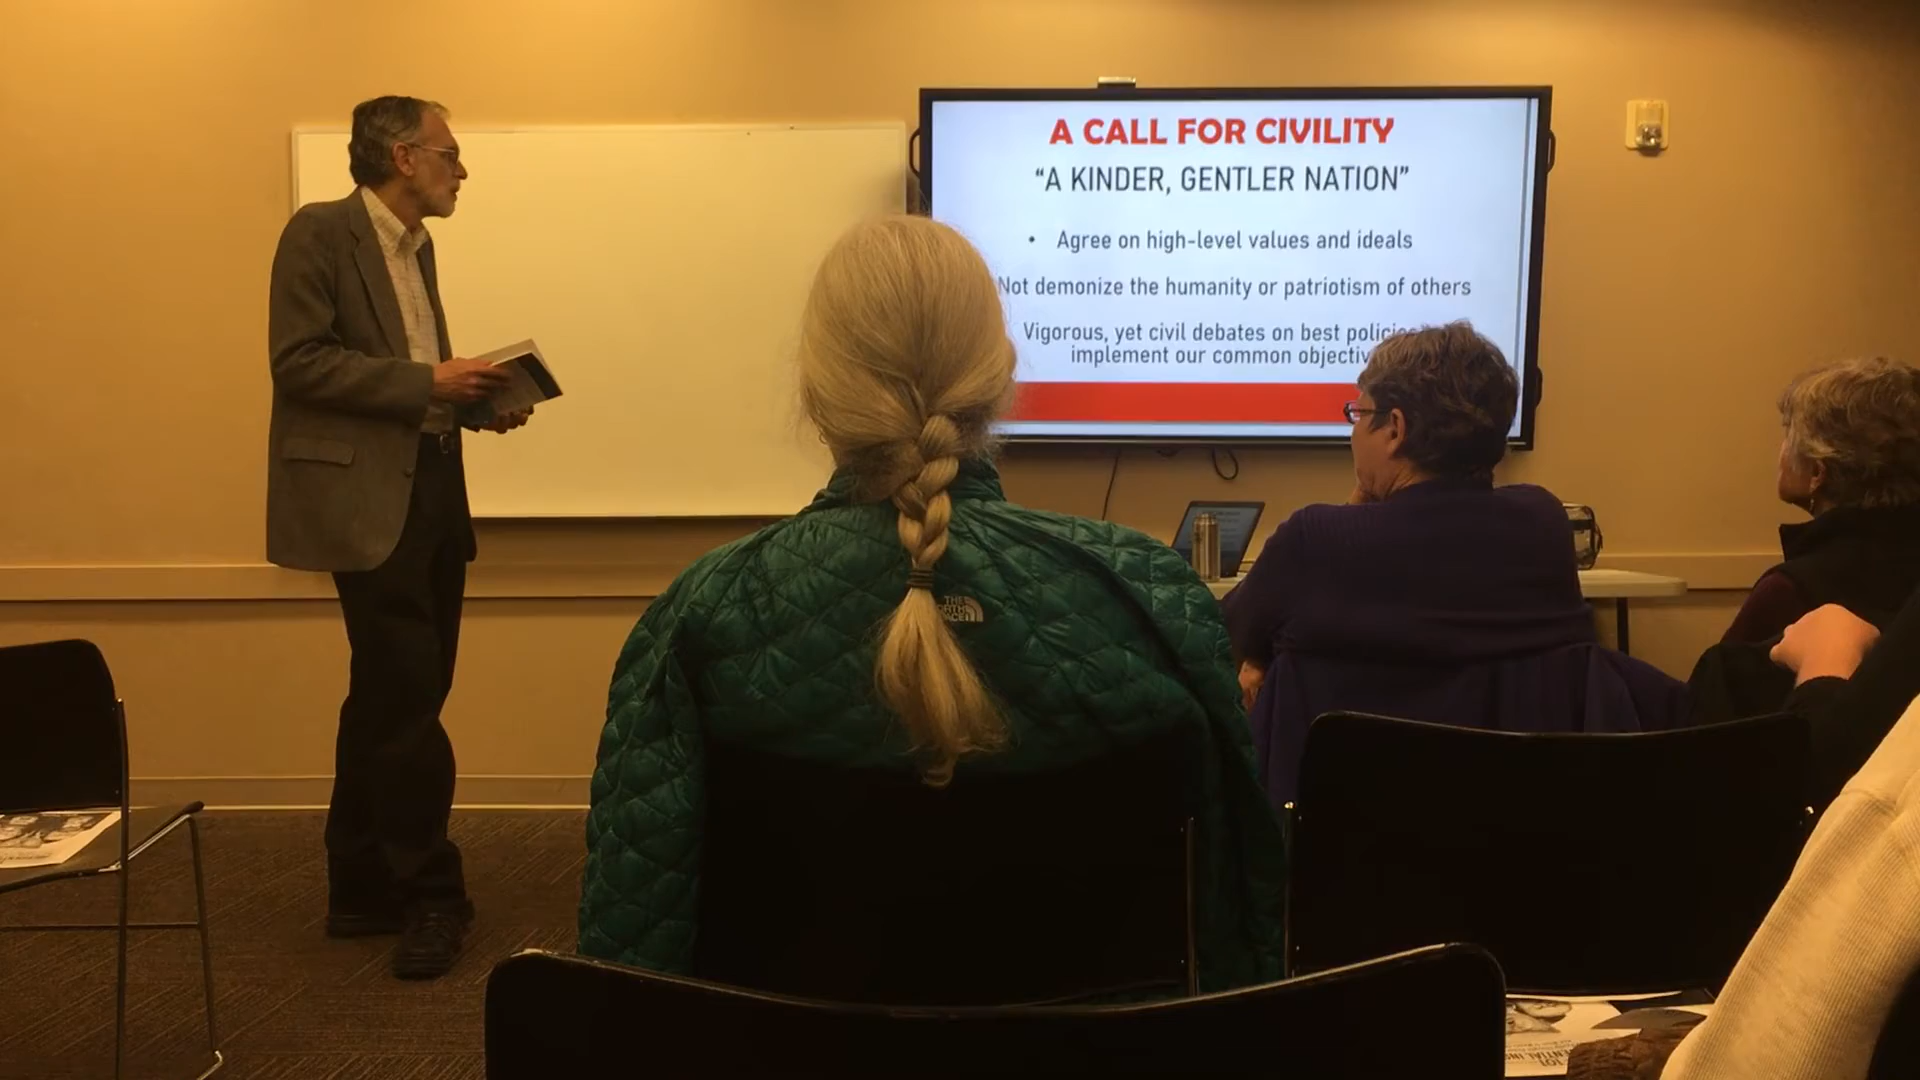 A CALL FOR CIVILITY
“A KINDER, GENTLER NATION”
• Agree on high-level values and ideals
Not demonize the humanity or patriotism of others
Vigorous, yet civil debates on best
implement our common
THE
NORTH
FACE
101